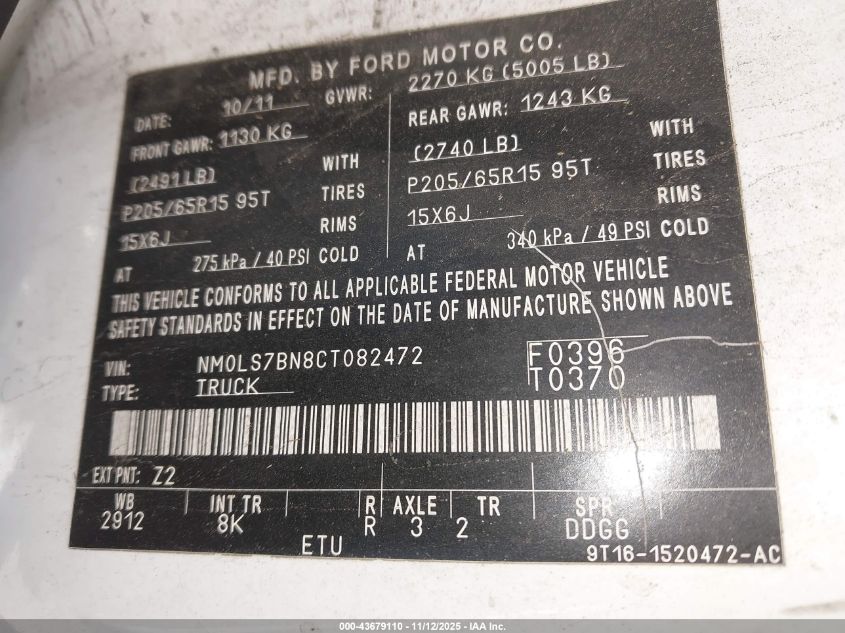 MFD. BY FORD MOTOR CO.
DATE: 10/11 GVWR: 2270 KG (5005 LB)
FRONT GAWR: 1130 KG REAR GAWR: 1243 KG
(2491 LB) WITH (2740 LB) WITH
P205/65R15 95T TIRES P205/65R15 95T TIRES
15X6J RIMS 15X6J RIMS
AT 275 kPa / 40 PSI COLD AT 340 kPa / 49 PSI COLD
THIS VEHICLE CONFORMS TO ALL APPLICABLE FEDERAL MOTOR VEHICLE
SAFETY STANDARDS IN EFFECT ON THE DATE OF MANUFACTURE SHOWN ABOVE
VIN: NM0LS7BN8CT082472 F0396
TYPE: TRUCK T0370
EXT PNT: Z2
WB INT TR R AXLE TR SPR
2912 8K R 3 2 DDGG
ETU 9T16-1520472-AC
000-43679110 - 11/12/2025 - IAA Inc.